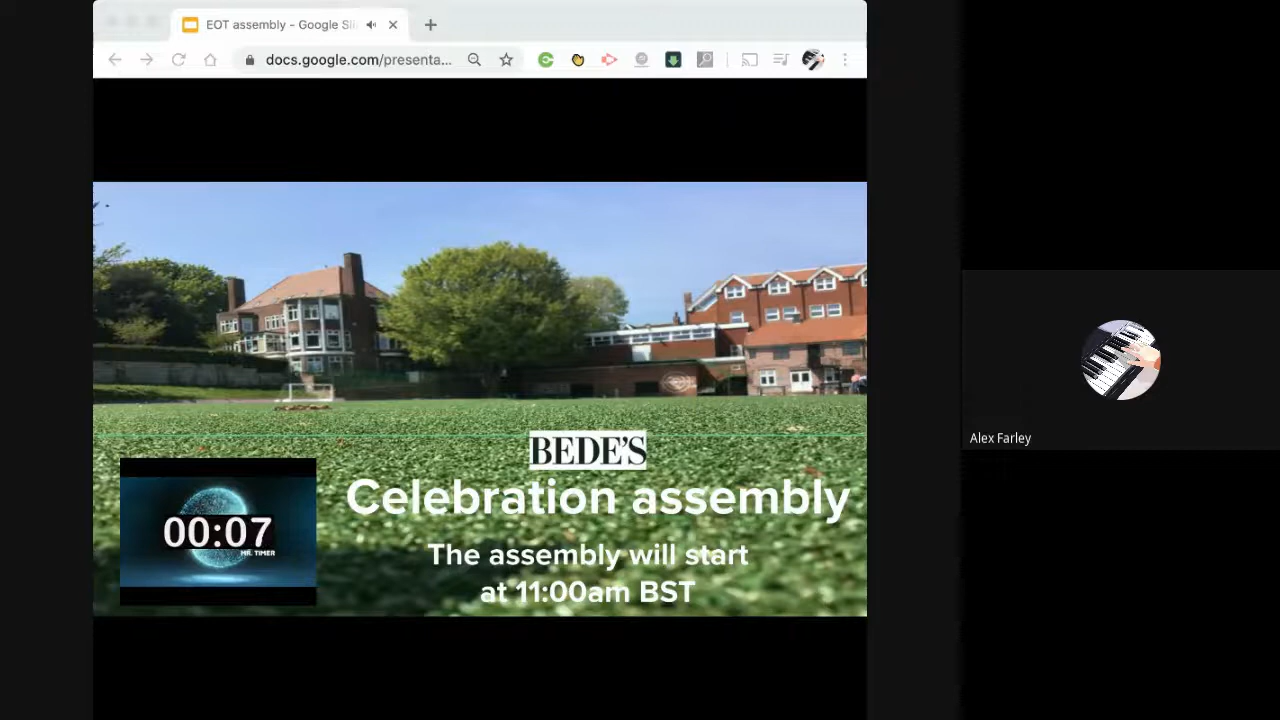 EOT assembly - Google Sli
docs.google.com/presenta...
BEDE'S
Celebration assembly
The assembly will start
at 11:00am BST
00:07
MR. TIMER
Alex Farley